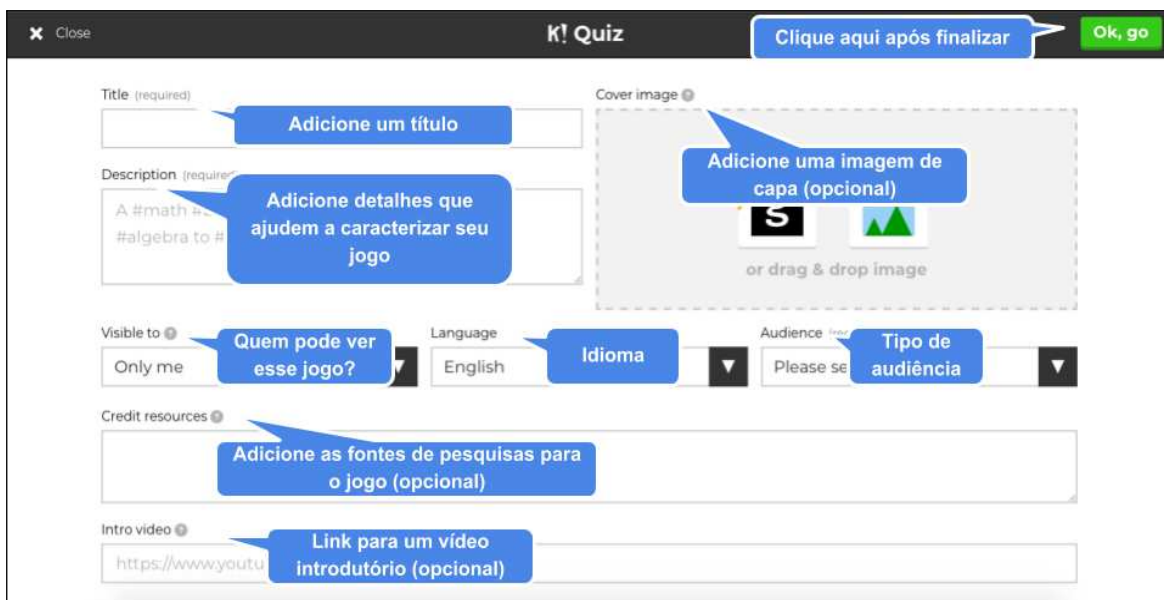 ✖ Close
K! Quiz
Clique aqui após finalizar
Ok, go
Title (required)
Adicione um título
Cover image
Adicione uma imagem de
capa (opcional)
Description
Adicione detalhes que
ajudem a caracterizar seu
jogo
A #math
#algebra to #
or drag & drop image
Visible to
Quem pode ver
esse jogo?
Only me
Language
Idioma
English
Audience
Tipo de
audiência
Please se
Credit resources
Adicione as fontes de pesquisas para
o jogo (opcional)
Intro video
Link para um vídeo
introdutório (opcional)
https://www.youtu